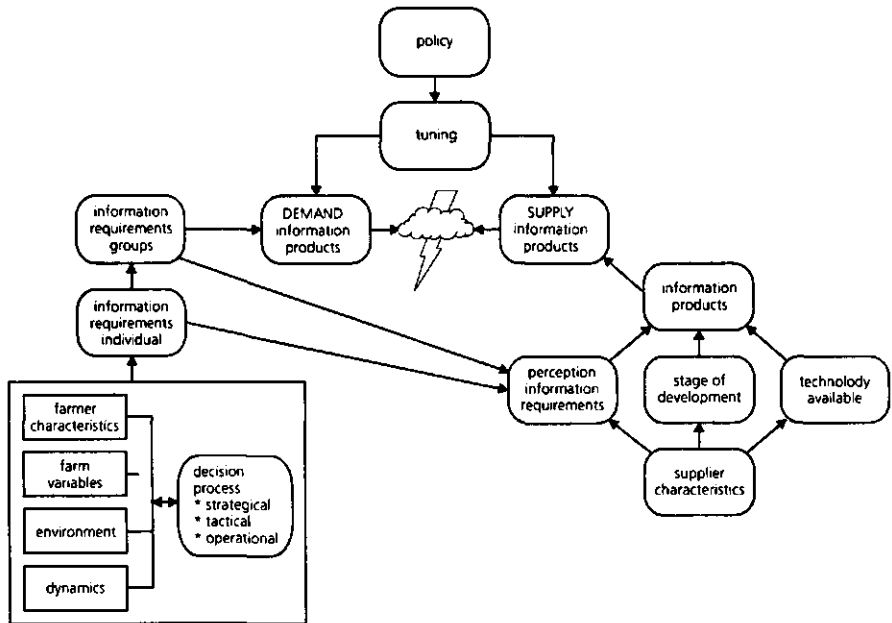 policy
tuning
information
requirements
groups
DEMAND
information
products
SUPPLY
information
products
information
requirements
individual
information
products
perception
information
requirements
stage of
development
technolody
available
supplier
characteristics
farmer
characteristics
farm
variables
environment
dynamics
decision
process
* strategical
* tactical
* operational